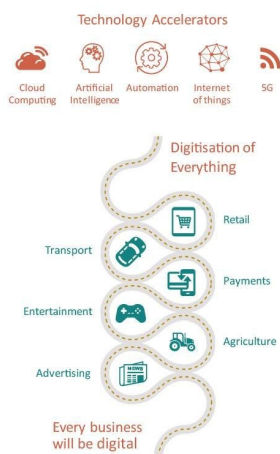 Technology Accelerators
Cloud
Computing
Artificial
Intelligence
Automation
Internet
of things
5G
Digitisation of
Everything
Retail
Transport
Payments
Entertainment
Agriculture
NEWS
Advertising
Every business
will be digital